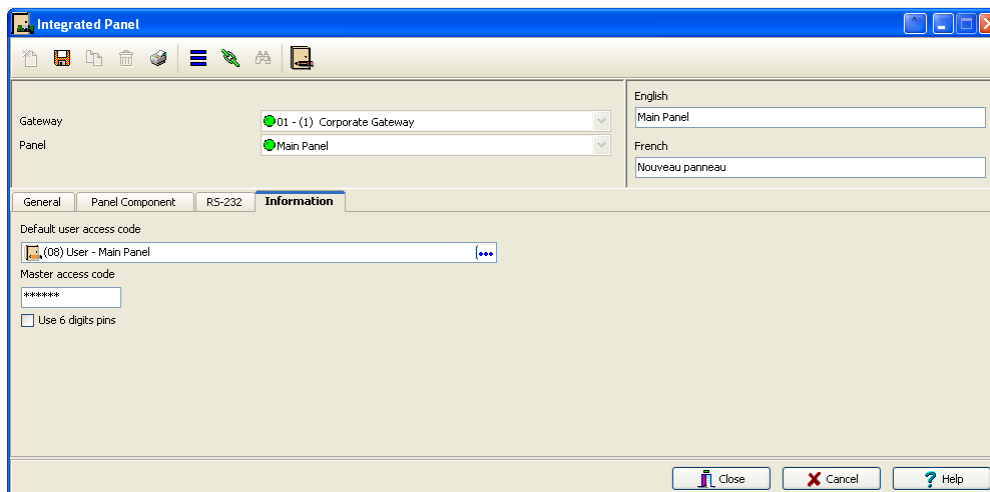 Integrated Panel
English
Gateway
01 - (1) Corporate Gateway
Main Panel
Panel
Main Panel
French
Nouveau panneau
General
Panel Component
RS-232
Information
Default user access code
(08) User - Main Panel
Master access code
******
Use 6 digits pins
Close
Cancel
? Help